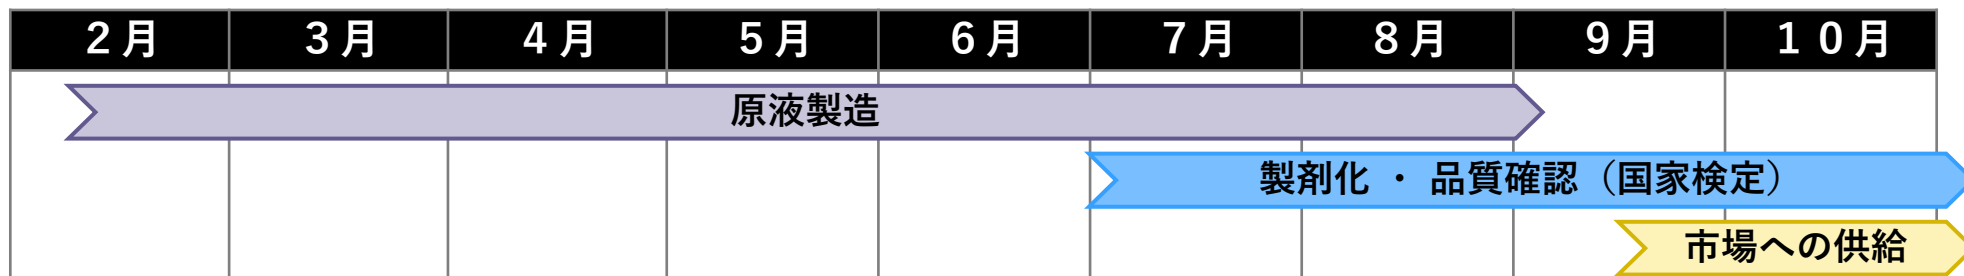 ２月 ３月 ４月 ５月 ６月 ７月 ８月 ９月 １０月
原液製造
製剤化 ・ 品質確認（国家検定）
市場への供給